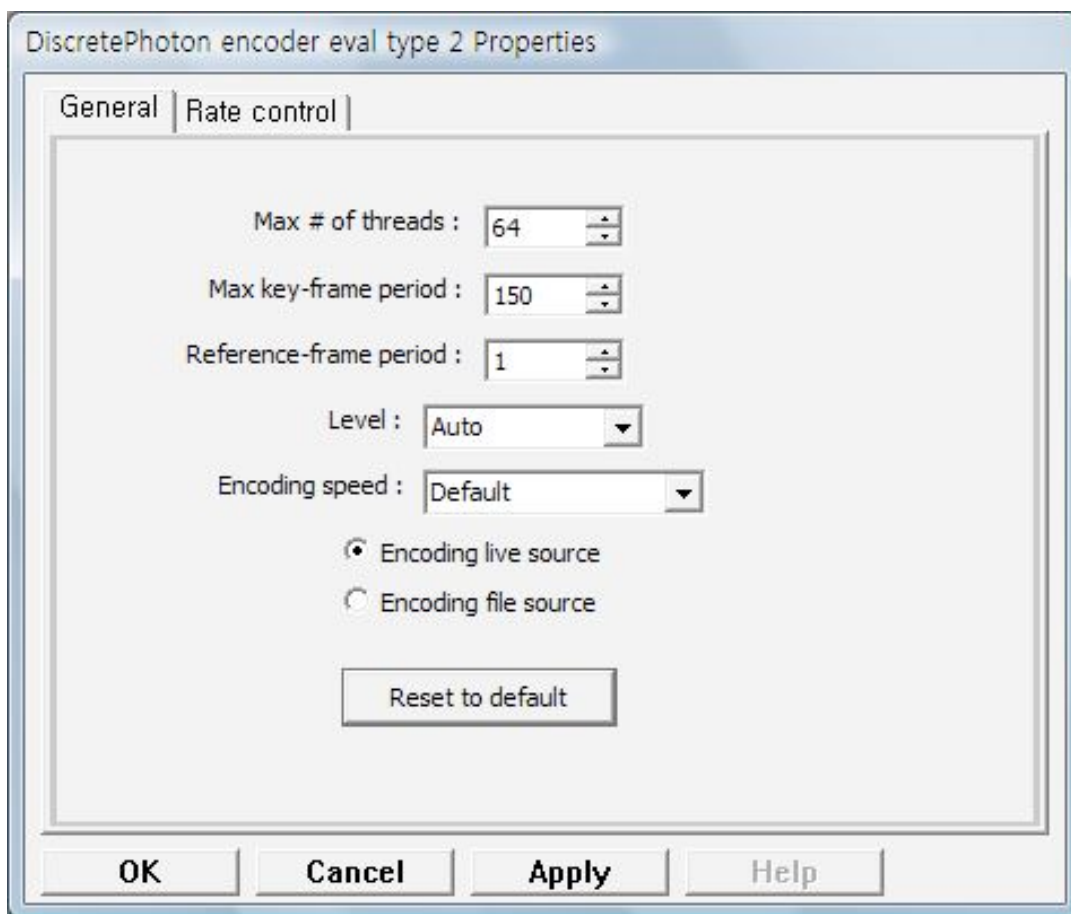 DiscretePhoton encoder eval type 2 Properties
General Rate control
Max # of threads : 64
Max key-frame period : 150
Reference-frame period : 1
Level : Auto
Encoding speed : Default
Encoding live source
Encoding file source
Reset to default
OK Cancel Apply Help